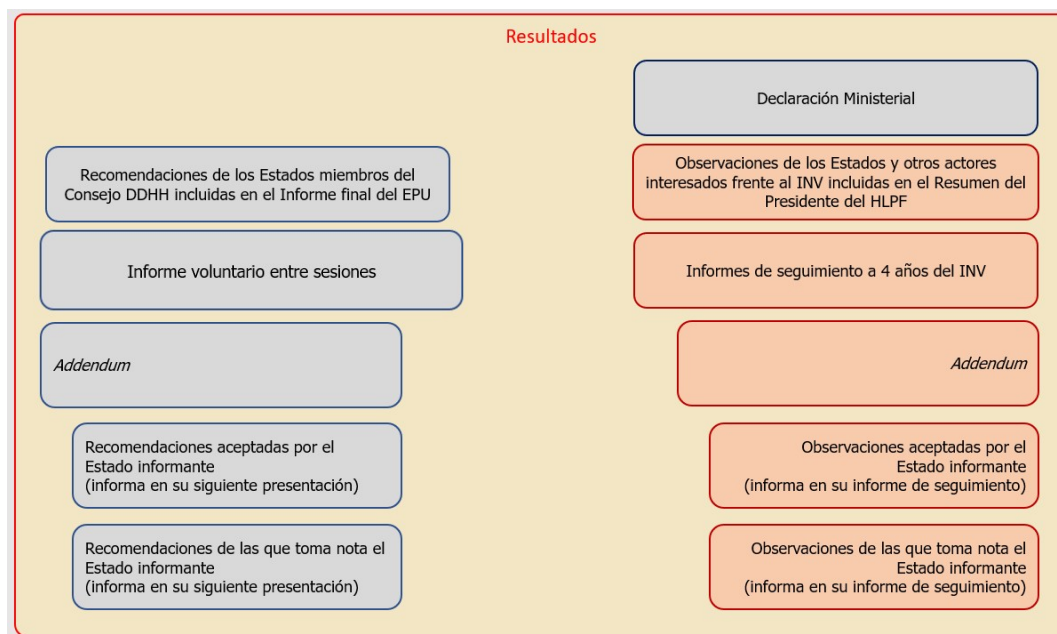 Resultados
Declaración Ministerial
Recomendaciones de los Estados miembros del
Consejo DDHH incluidas en el Informe final del EPU
Observaciones de los Estados y otros actores
interesados frente al INV incluidas en el Resumen del
Presidente del HLPF
Informe voluntario entre sesiones
Informes de seguimiento a 4 años del INV
Addendum
Addendum
Recomendaciones aceptadas por el
Estado informante
(informa en su siguiente presentación)
Observaciones aceptadas por el
Estado informante
(informa en su informe de seguimiento)
Recomendaciones de las que toma nota el
Estado informante
(informa en su siguiente presentación)
Observaciones de las que toma nota el
Estado informante
(informa en su informe de seguimiento)